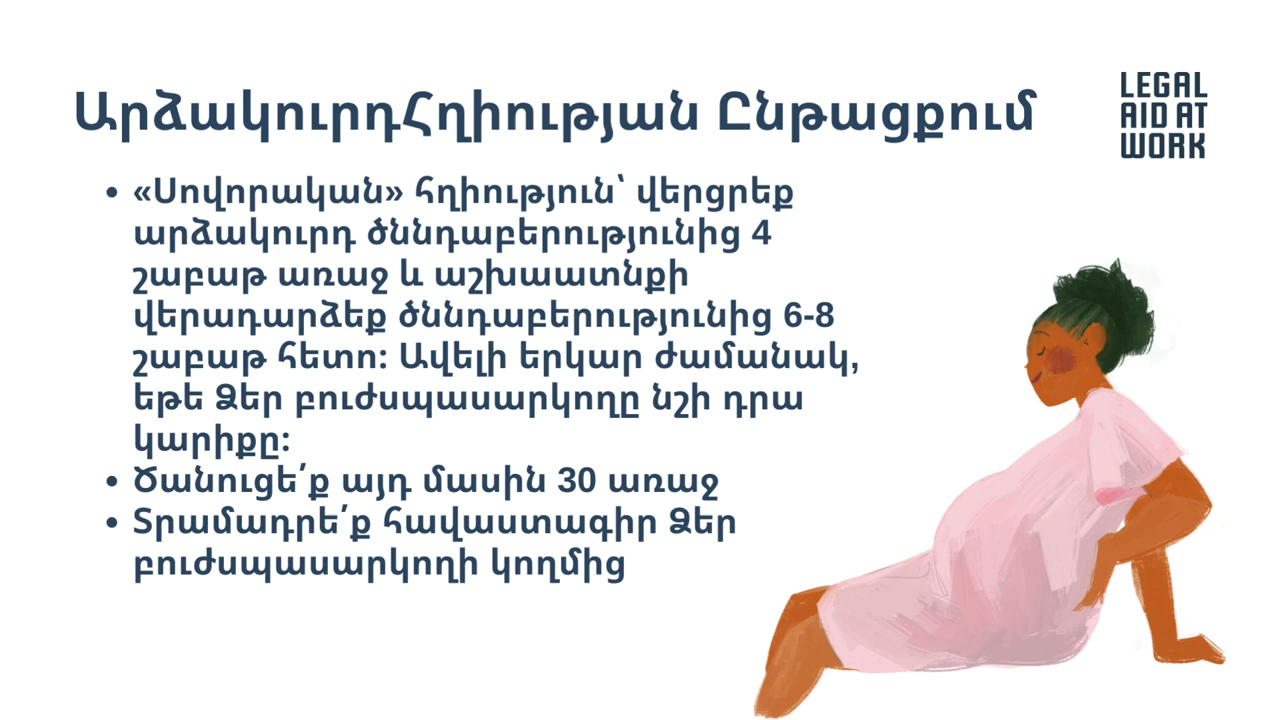 ԱրձակուրդՀղիության Ընթացքում
LEGAL
AID AT
WORK
• «Սովորական» հղիություն՝ վերցրեք
արձակուրդ ծննդաբերությունից 4
շաբաթ առաջ և աշխաատնքի
վերադարձեք ծննդաբերությունից 6-8
շաբաթ հետո: Ավելի երկար ժամանակ,
եթե Ձեր բուժսպասարկողը նշի դրա
կարիքը:
• Ծանուցե՛ք այդ մասին 30 առաջ
• Տրամադրե՛ք հավաստագիր Ձեր
բուժսպասարկողի կողմից